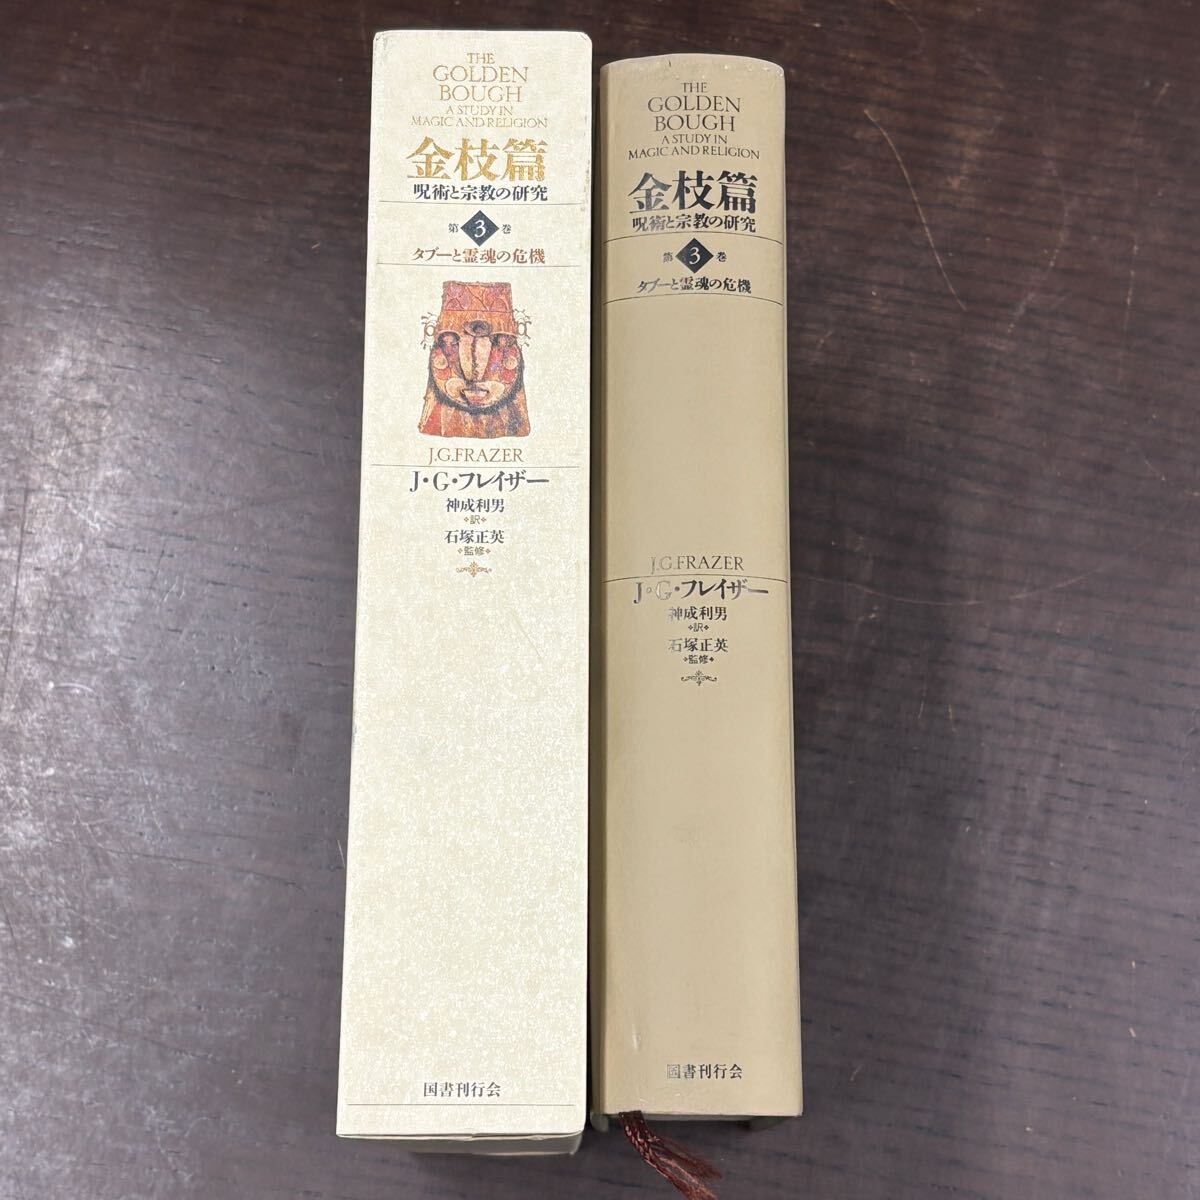 THE
GOLDEN
BOUGH
A STUDY IN
MAGIC AND RELIGION
金枝篇
呪術と宗教の研究
第3巻
タブーと霊魂の危機
J.G.FRAZER
J・G・フレイザー
神成利男
訳
石塚正英
監修
国書刊行会
THE
GOLDEN
BOUGH
A STUDY IN
MAGIC AND RELIGION
金枝篇
呪術と宗教の研究
第3巻
タブーと霊魂の危機
J.G.FRAZER
J・G・フレイザー
神成利男
訳
石塚正英
監修
国書刊行会